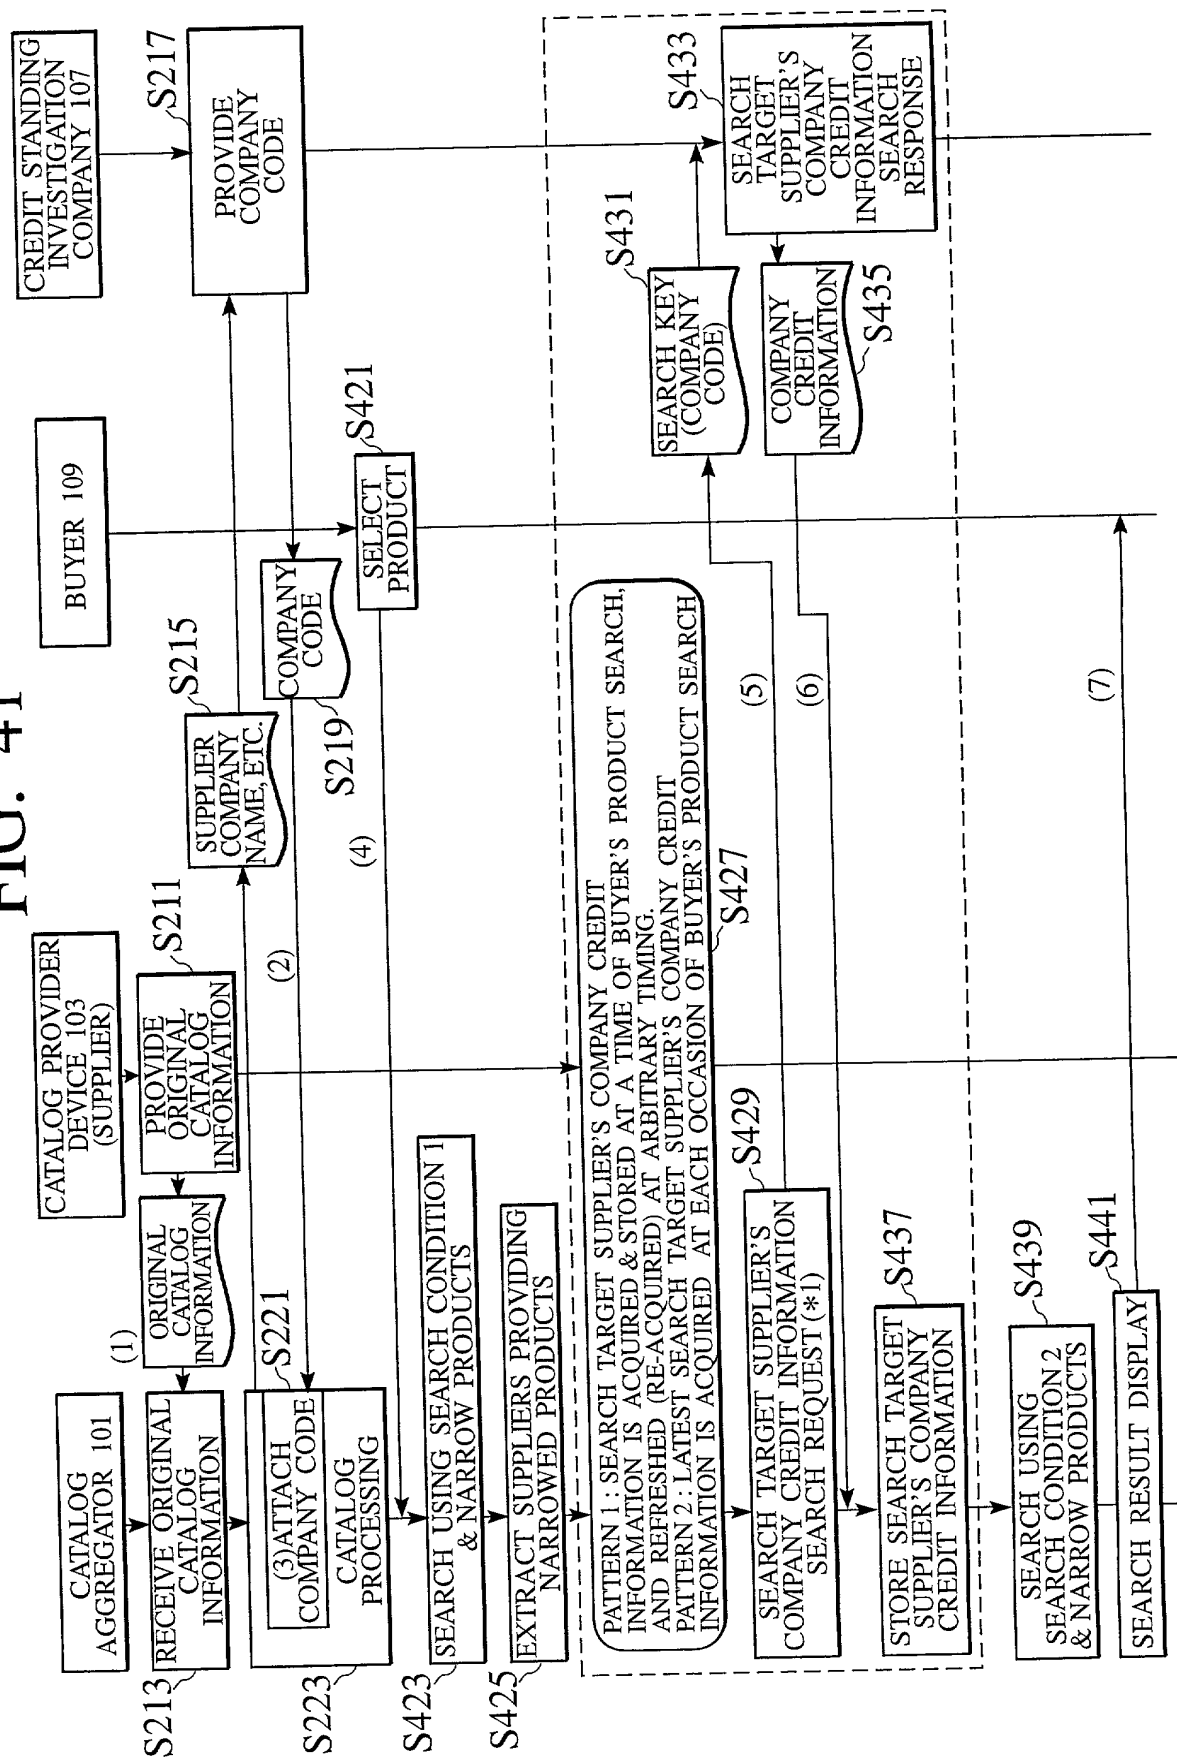 FIG. 41
CATALOG
AGGREGATOR 101
CATALOG PROVIDER
DEVICE 103
(SUPPLIER)
BUYER 109
CREDIT STANDING
INVESTIGATION
COMPANY 107
S213
RECEIVE ORIGINAL
CATALOG
INFORMATION
(1)
ORIGINAL
CATALOG
INFORMATION
PROVIDE
ORIGINAL
CATALOG
INFORMATION
S211
SUPPLIER
COMPANY
NAME, ETC.
S215
PROVIDE
COMPANY
CODE
S217
S223
(3)ATTACH
COMPANY CODE
S221
CATALOG
PROCESSING
(2)
COMPANY
CODE
S219
SELECT
PRODUCT
S421
(4)
S423
SEARCH USING SEARCH CONDITION 1
& NARROW PRODUCTS
S425
EXTRACT SUPPLIERS PROVIDING
NARROWED PRODUCTS
PATTERN 1 : SEARCH TARGET SUPPLIER'S COMPANY CREDIT
INFORMATION IS ACQUIRED & STORED AT A TIME OF BUYER'S PRODUCT SEARCH,
AND REFRESHED (RE-ACQUIRED) AT ARBITRARY TIMING.
PATTERN 2 : LATEST SEARCH TARGET SUPPLIER'S COMPANY CREDIT
INFORMATION IS ACQUIRED AT EACH OCCASION OF BUYER'S PRODUCT SEARCH
S427
SEARCH TARGET SUPPLIER'S
COMPANY CREDIT INFORMATION
SEARCH REQUEST (*1)
S429
(5)
SEARCH KEY
(COMPANY
CODE)
S431
SEARCH
TARGET
SUPPLIER'S
COMPANY
CREDIT
INFORMATION
SEARCH
RESPONSE
S433
(6)
COMPANY
CREDIT
INFORMATION
S435
STORE SEARCH TARGET
SUPPLIER'S COMPANY
CREDIT INFORMATION
S437
SEARCH USING
SEARCH CONDITION 2
& NARROW PRODUCTS
S439
SEARCH RESULT DISPLAY
S441
(7)